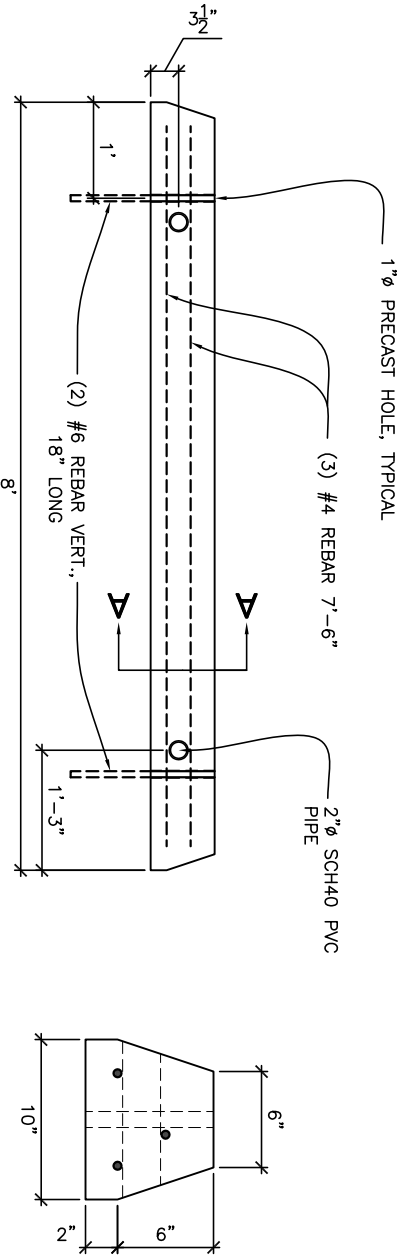 3½"
1'
1"ø PRECAST HOLE, TYPICAL
(3) #4 REBAR 7'-6"
(2) #6 REBAR VERT.,
18" LONG
8'
A
A
2"ø SCH40 PVC
PIPE
1'-3"
6"
10"
2"
6"